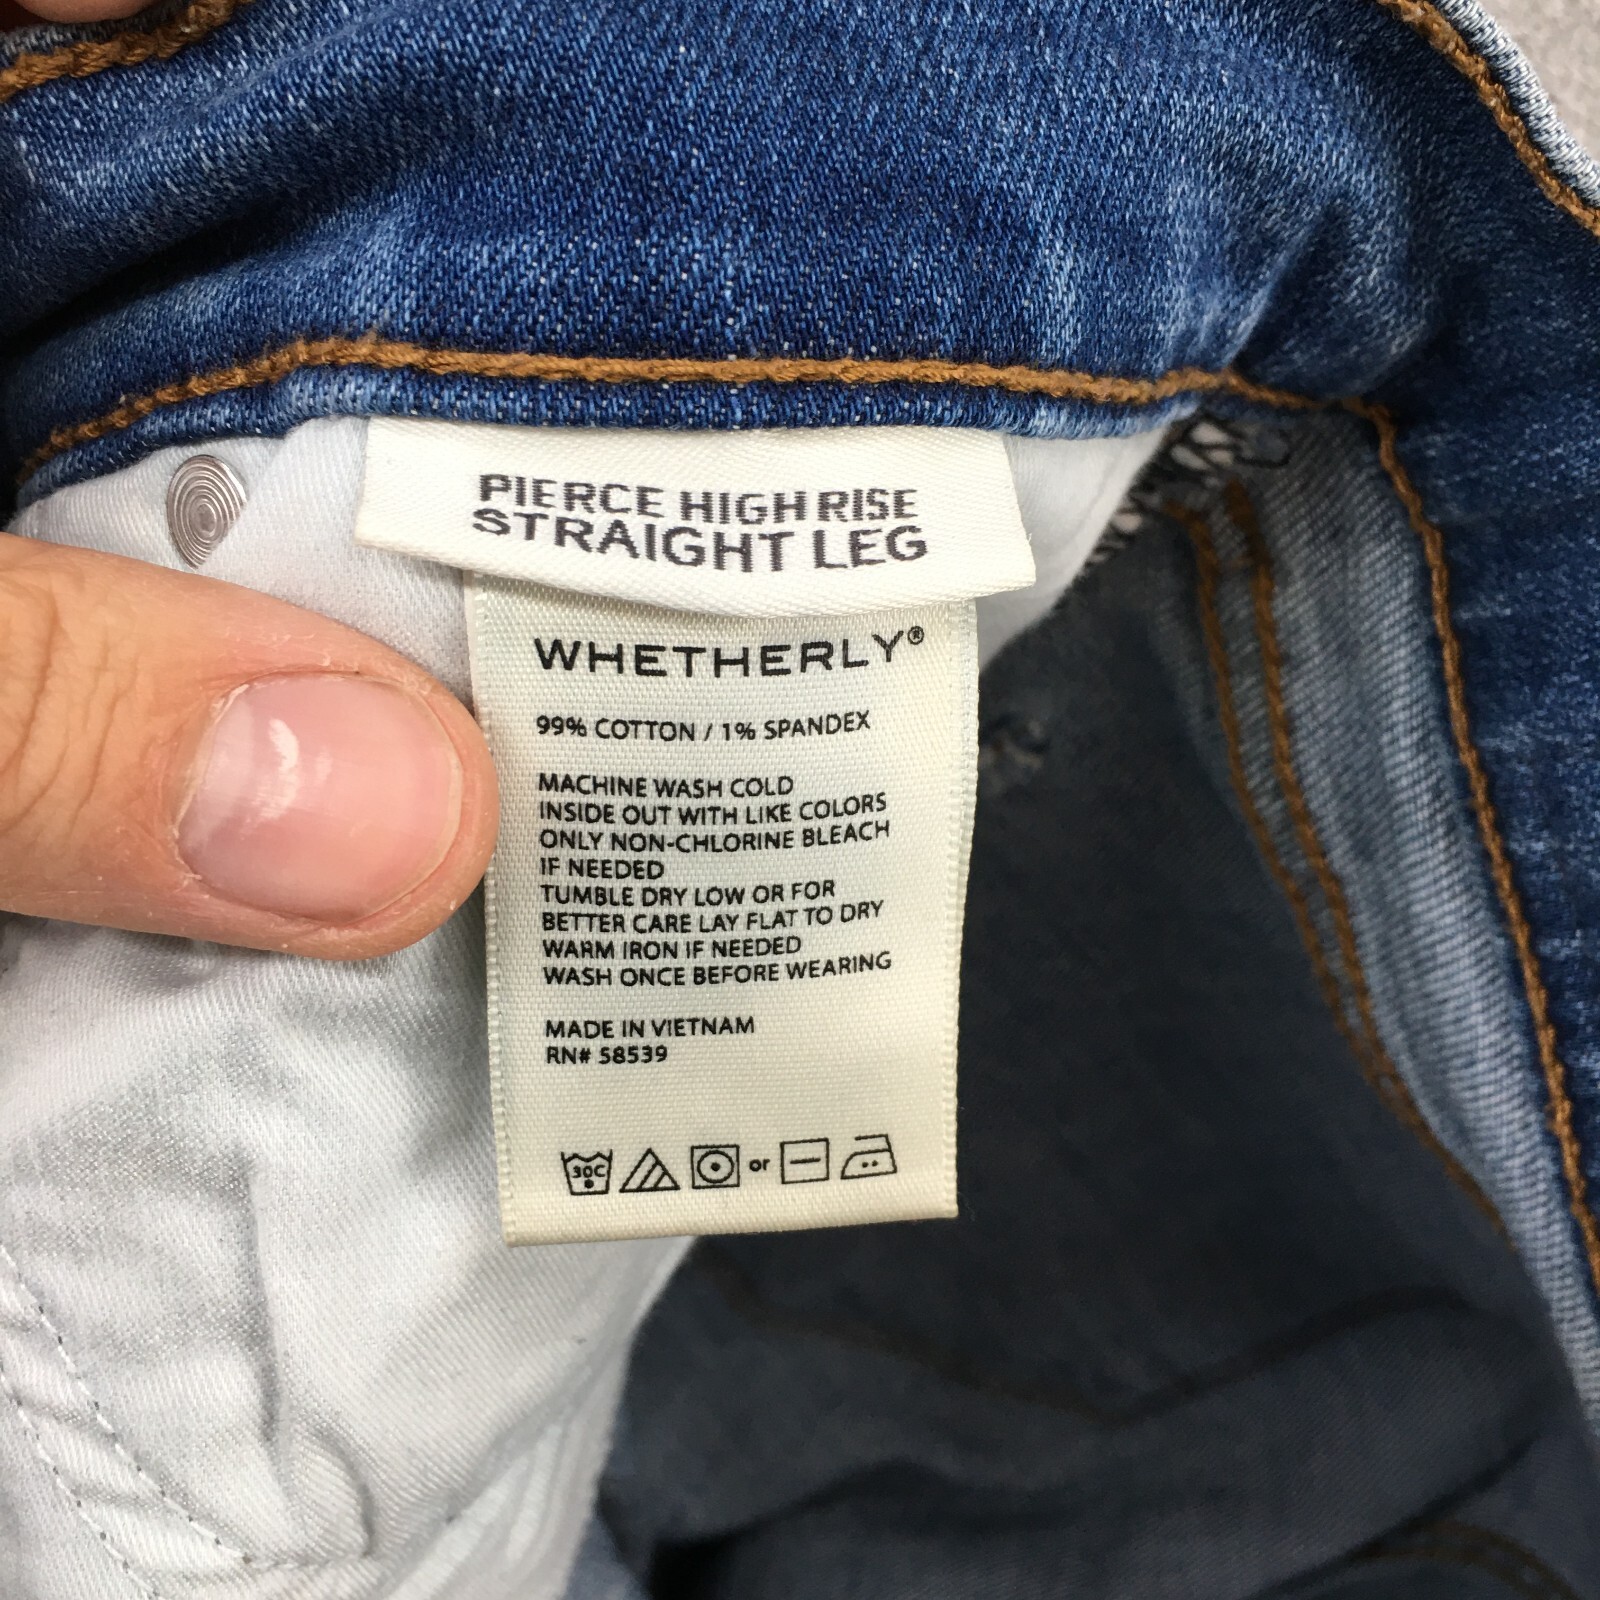 PIERCE HIGH RISE
STRAIGHT LEG
WHETHERLY®
99% COTTON / 1% SPANDEX
MACHINE WASH COLD
INSIDE OUT WITH LIKE COLORS
ONLY NON-CHLORINE BLEACH
IF NEEDED
TUMBLE DRY LOW OR FOR
BETTER CARE LAY FLAT TO DRY
WARM IRON IF NEEDED
WASH ONCE BEFORE WEARING
MADE IN VIETNAM
RN# 58539
30C or